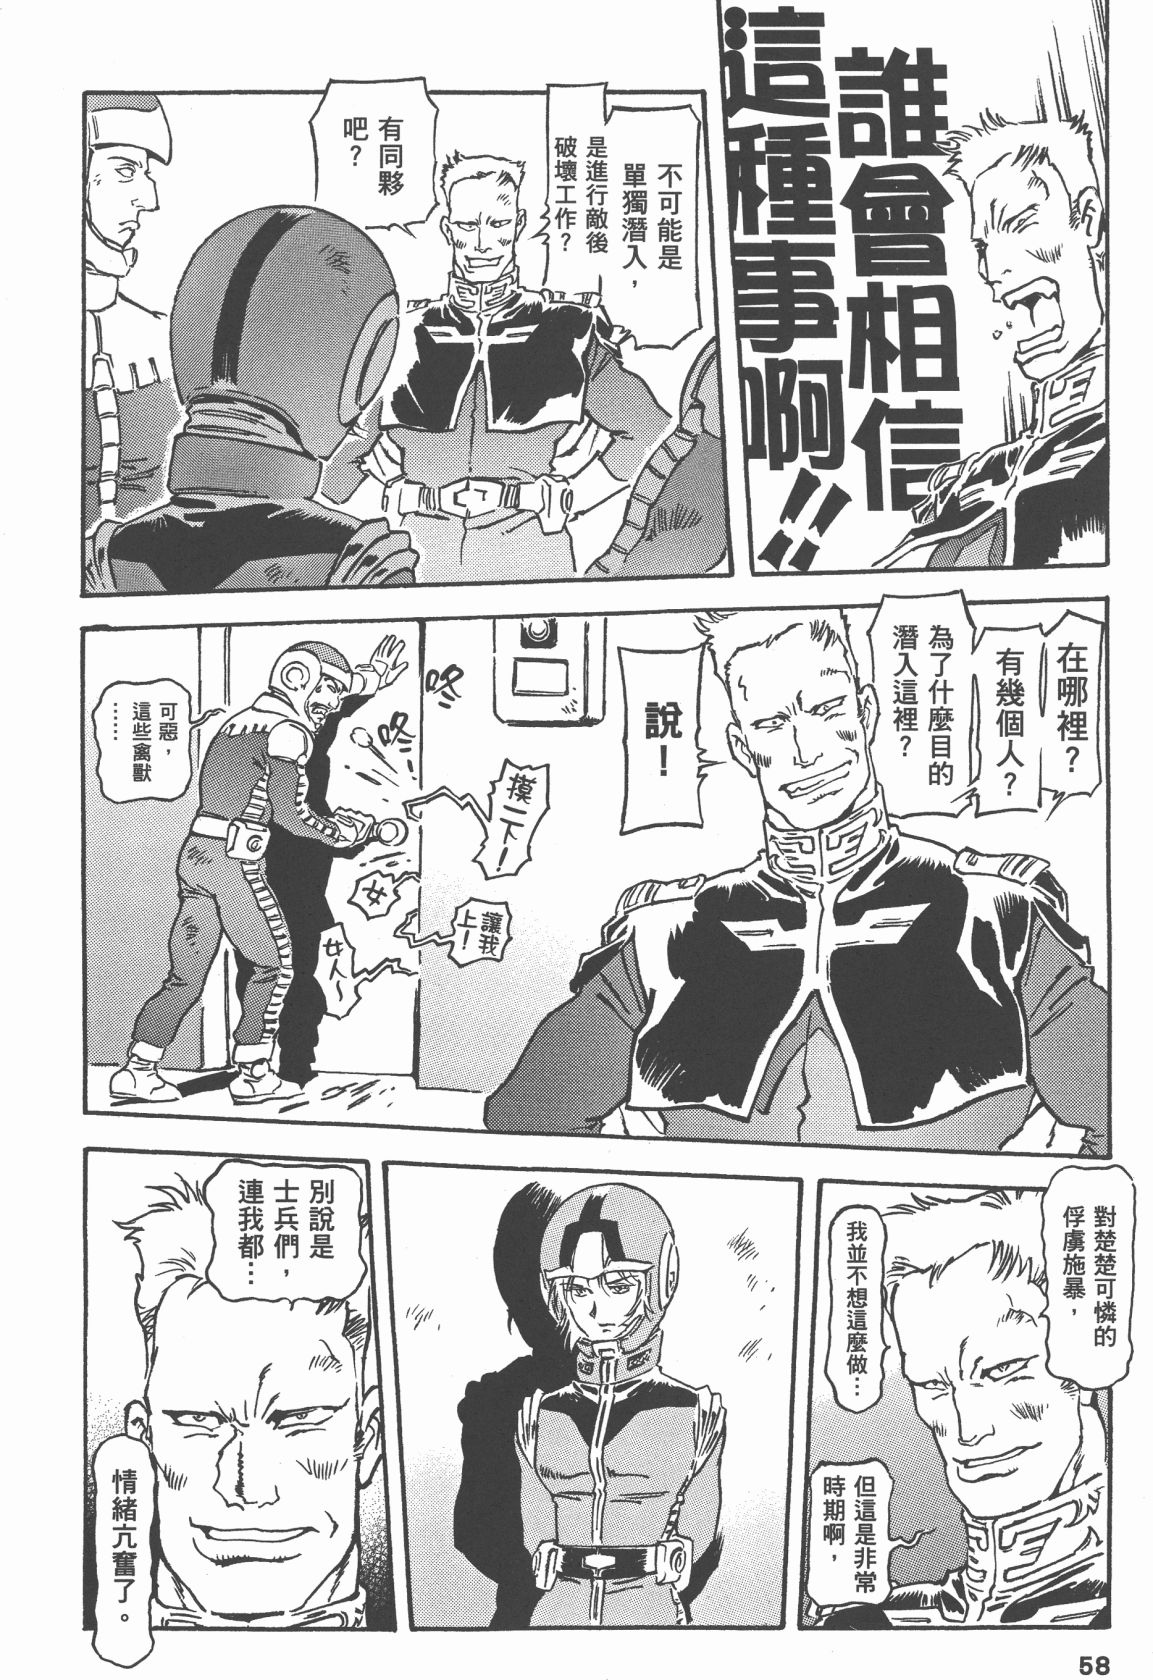 誰會相信
這種事啊!!
不可能是
單獨潛入，
是進行敵後
破壞工作？
有同夥
吧？
在哪裡？
有幾個人？
為了什麼目的
潛入這裡？
說！
咚
咚
摸一下！
讓我
上！
女
女人～
可惡，
這些禽獸
……
對楚楚可憐的
俘虜施暴，
我並不想這麼做…
但這是非常
時期啊，
別說是
士兵們，
連我都…
情緒亢奮了。
58